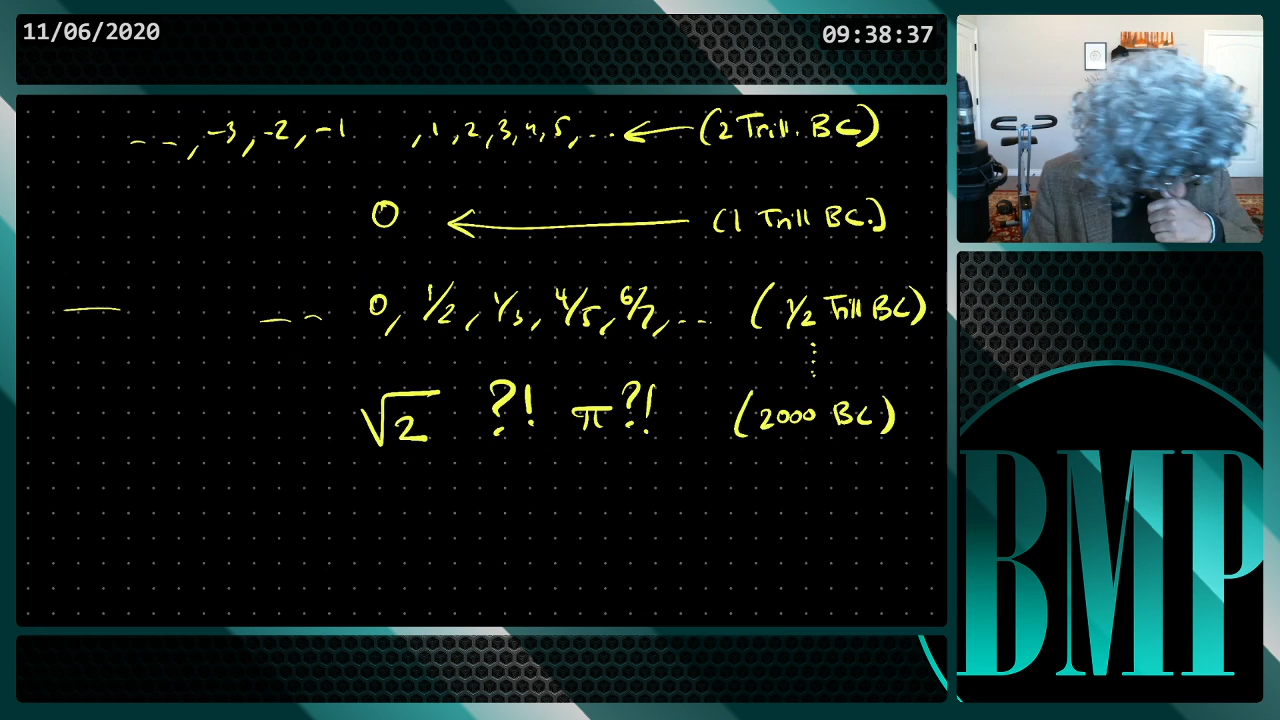 11/06/2020
09:38:37
- -, -3, -2, -1 , 1, 2, 3, 4, 5, ... ← (2 Trill. BC)
0 ← (1 Trill BC.)
— - - 0, 1/2, 1/3, 4/5, 6/7, ... (1/2 Trill BC)
√2 ?! π?! (2000 BC)
BMP